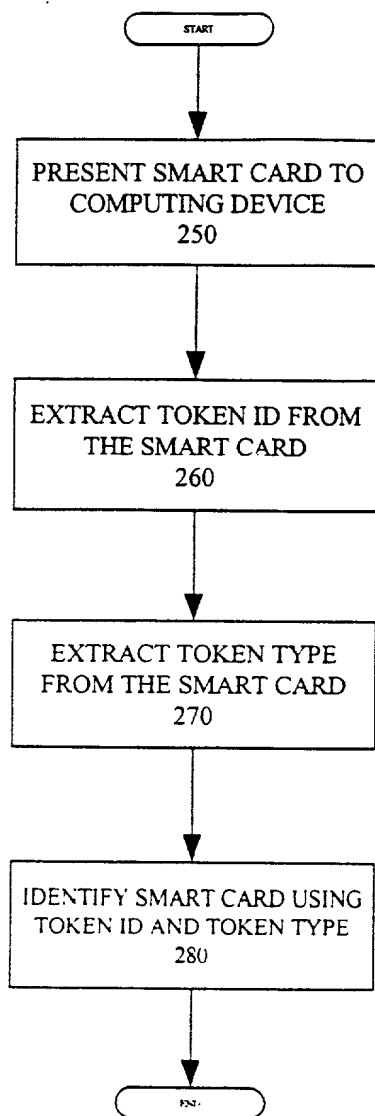 START
PRESENT SMART CARD TO
COMPUTING DEVICE
250
EXTRACT TOKEN ID FROM
THE SMART CARD
260
EXTRACT TOKEN TYPE
FROM THE SMART CARD
270
IDENTIFY SMART CARD USING
TOKEN ID AND TOKEN TYPE
280
END